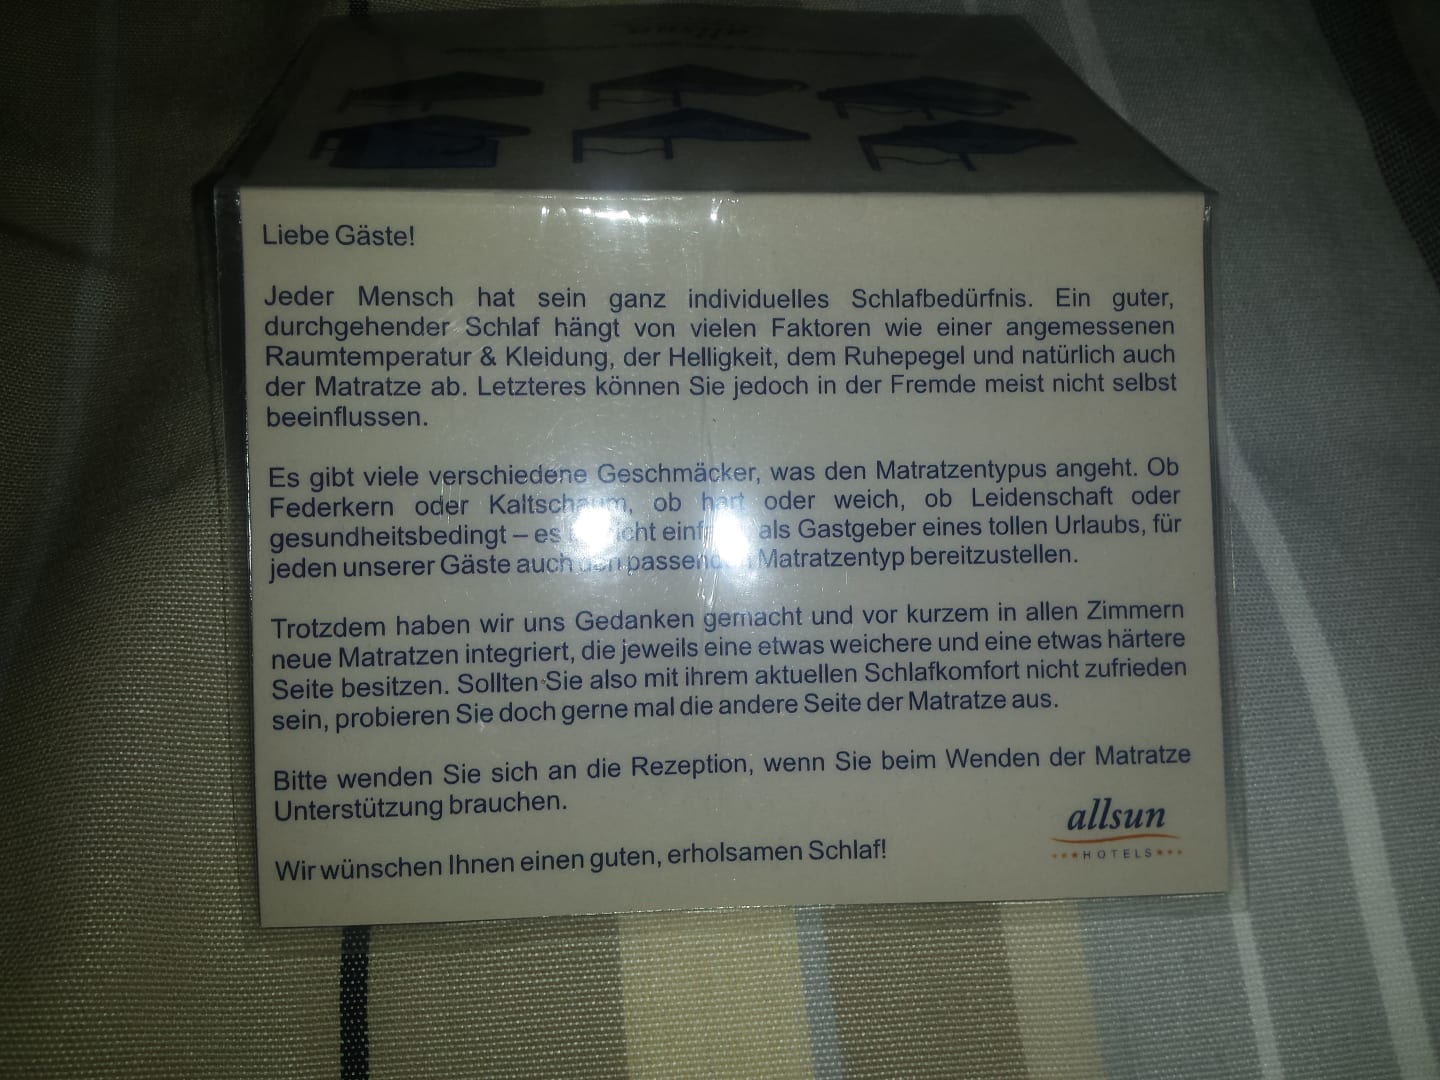 allsun
Liebe Gäste!
Jeder Mensch hat sein ganz individuelles Schlafbedürfnis. Ein guter,
durchgehender Schlaf hängt von vielen Faktoren wie einer angemessenen
Raumtemperatur & Kleidung, der Helligkeit, dem Ruhepegel und natürlich auch
der Matratze ab. Letzteres können Sie jedoch in der Fremde meist nicht selbst
beeinflussen.
Es gibt viele verschiedene Geschmäcker, was den Matratzentypus angeht. Ob
Federkern oder Kaltschaum, ob hart oder weich, ob Leidenschaft oder
gesundheitsbedingt – es als Gastgeber eines tollen Urlaubs, für
jeden unserer Gäste auch den Matratzentyp bereitzustellen.
Trotzdem haben wir uns Gedanken gemacht und vor kurzem in allen Zimmern
neue Matratzen integriert, die jeweils eine etwas weichere und eine etwas härtere
Seite besitzen. Sollten Sie also mit ihrem aktuellen Schlafkomfort nicht zufrieden
sein, probieren Sie doch gerne mal die andere Seite der Matratze aus.
Bitte wenden Sie sich an die Rezeption, wenn Sie beim Wenden der Matratze
Unterstützung brauchen.
Wir wünschen Ihnen einen guten, erholsamen Schlaf!
allsun
HOTELS